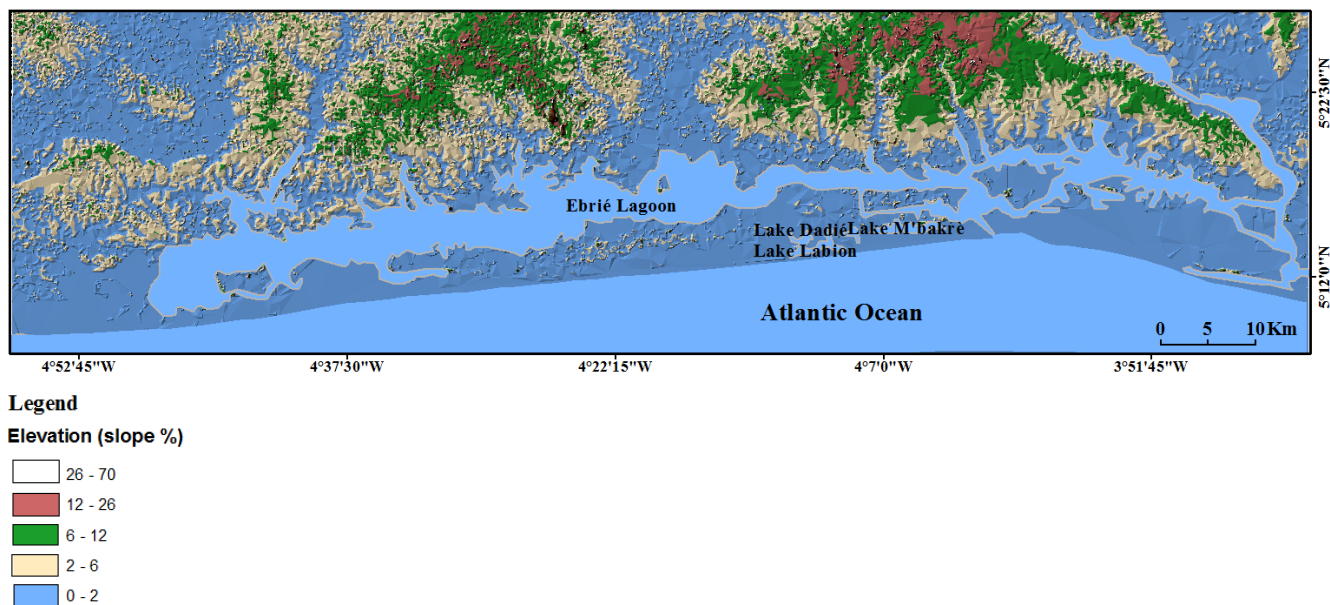 5°22'30"N
Ebrié Lagoon
Lake Dadié Lake M'bakrè
Lake Labion
5°12'0"N
Atlantic Ocean
0 5 10 Km
4°52'45"W 4°37'30"W 4°22'15"W 4°7'0"W 3°51'45"W
Legend
Elevation (slope %)
26 - 70
12 - 26
6 - 12
2 - 6
0 - 2